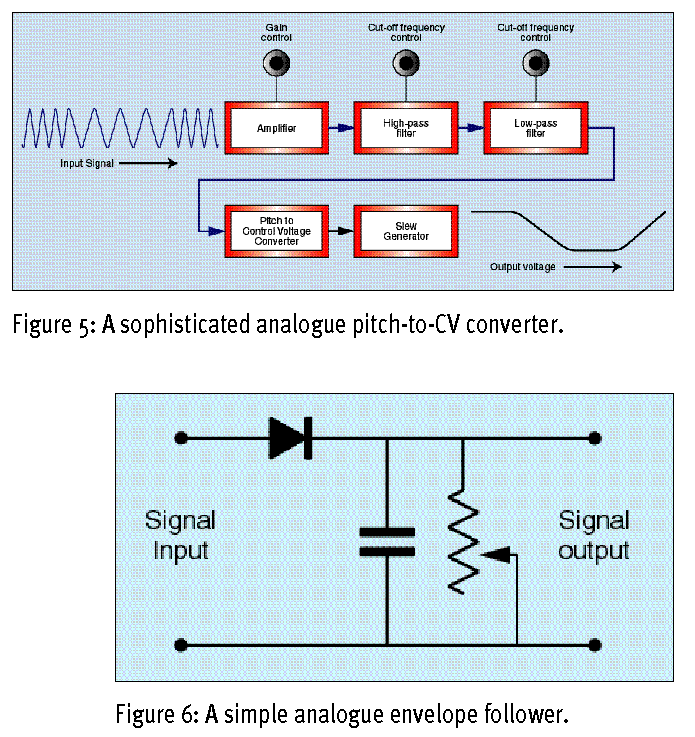 Gain
control
Cut-off frequency
control
Cut-off frequency
control
Amplifier
High-pass
filter
Low-pass
filter
Input Signal
Pitch to
Control Voltage
Converter
Slew
Generator
Output voltage
Figure 5: A sophisticated analogue pitch-to-CV converter.
Signal
Input
Signal
output
Figure 6: A simple analogue envelope follower.